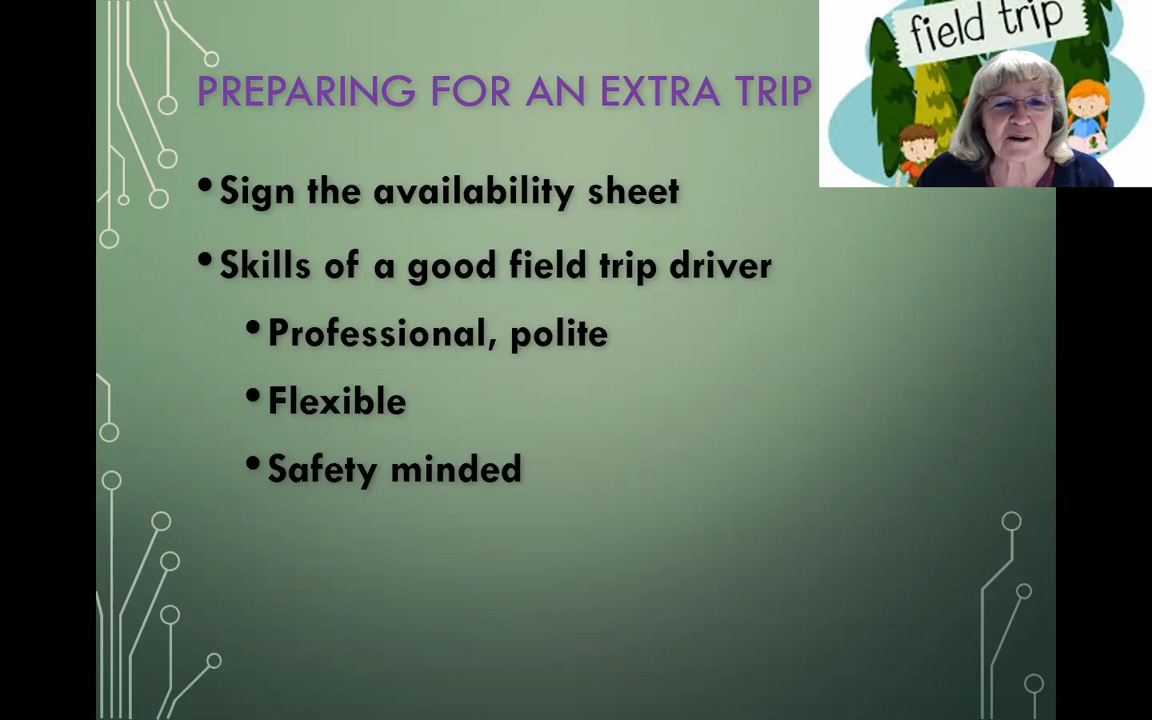 PREPARING FOR AN EXTRA TRIP
field trip
• Sign the availability sheet
• Skills of a good field trip driver
• Professional, polite
• Flexible
• Safety minded